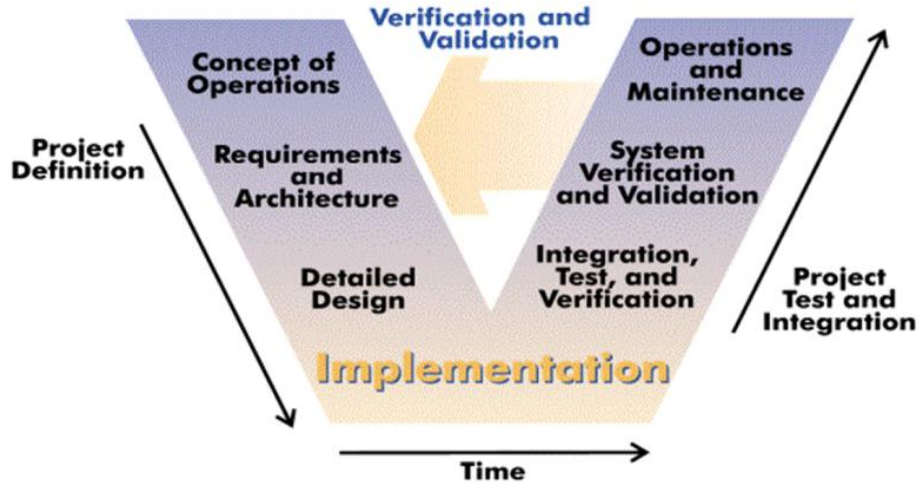 Verification and
Validation
Concept of
Operations
Operations
and
Maintenance
Project
Definition
Requirements
and
Architecture
System
Verification
and Validation
Detailed
Design
Integration,
Test, and
Verification
Project
Test and
Integration
Implementation
Time